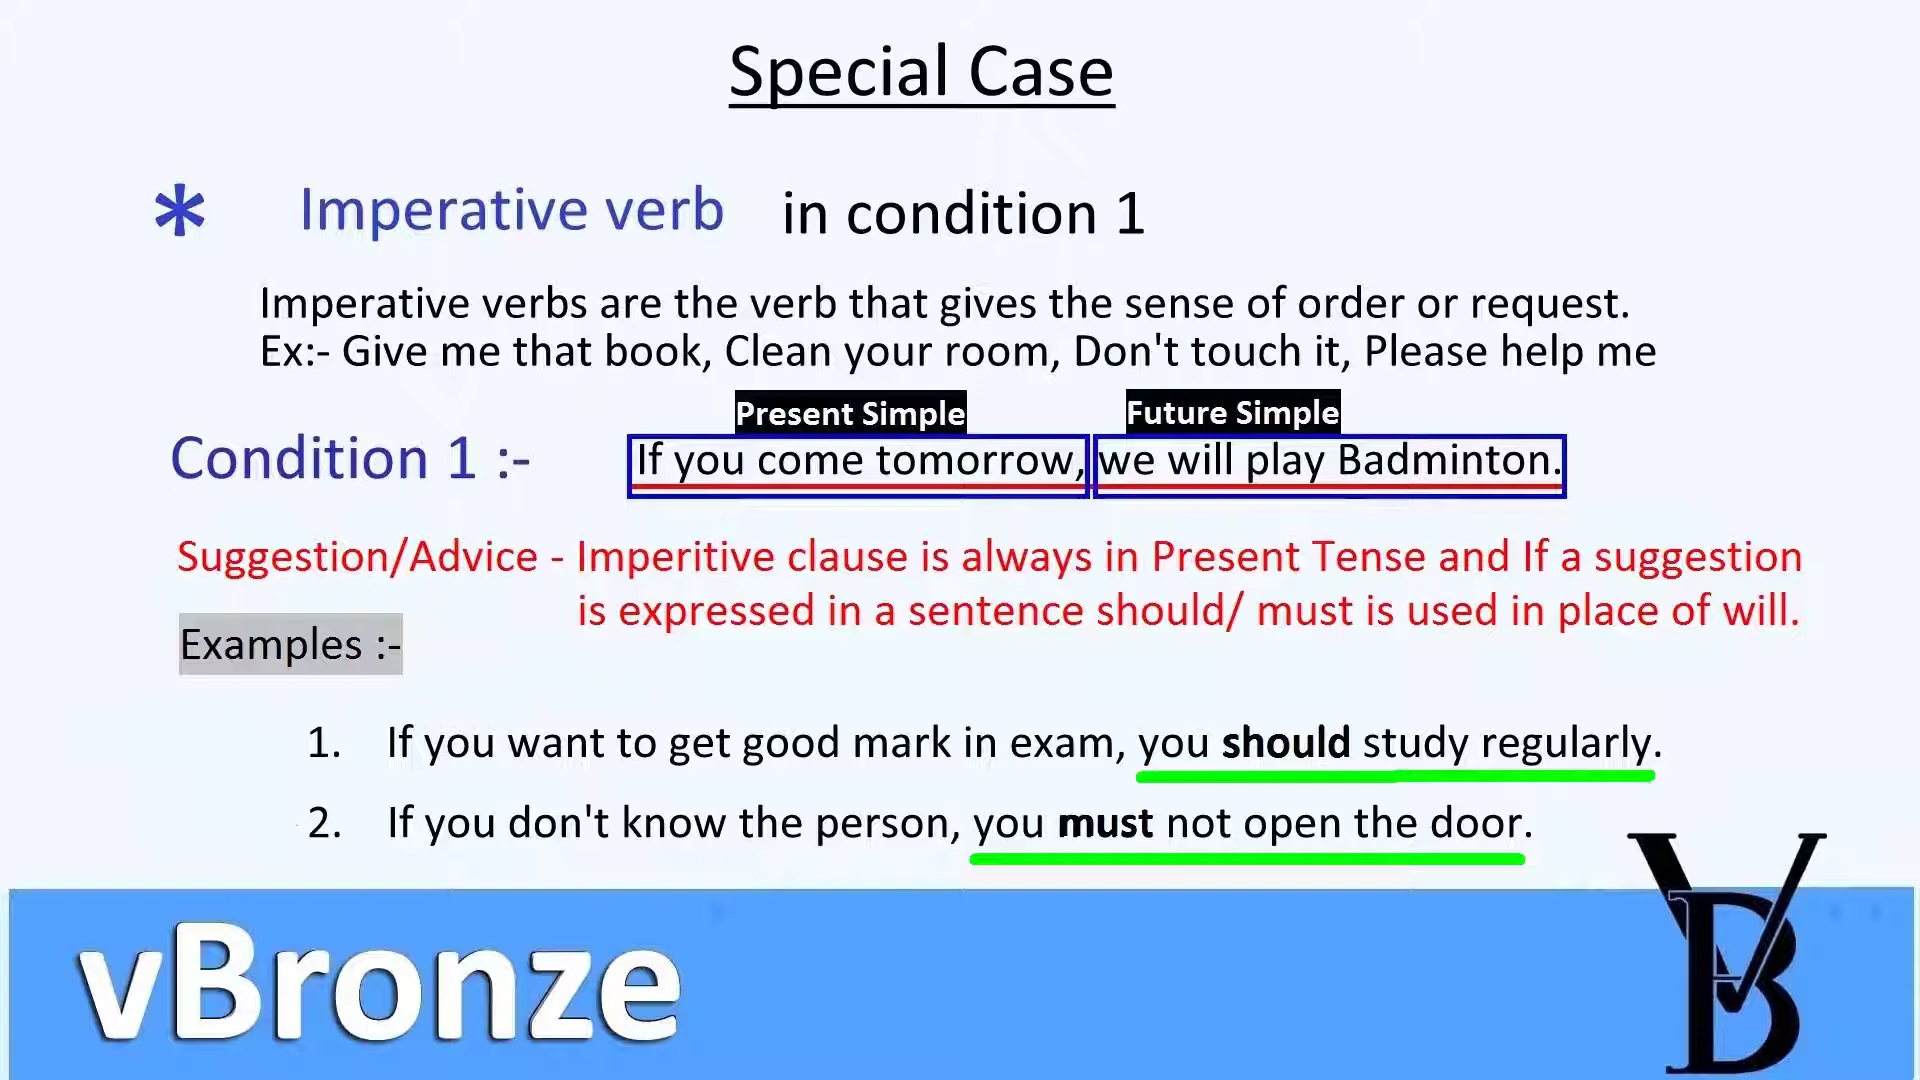 Special Case
* Imperative verb in condition 1
Imperative verbs are the verb that gives the sense of order or request.
Ex:- Give me that book, Clean your room, Don't touch it, Please help me
Present Simple Future Simple
Condition 1 :- If you come tomorrow, we will play Badminton.
Suggestion/Advice - Imperitive clause is always in Present Tense and If a suggestion
is expressed in a sentence should/ must is used in place of will.
Examples :-
1. If you want to get good mark in exam, you should study regularly.
2. If you don't know the person, you must not open the door.
vBronze
VB